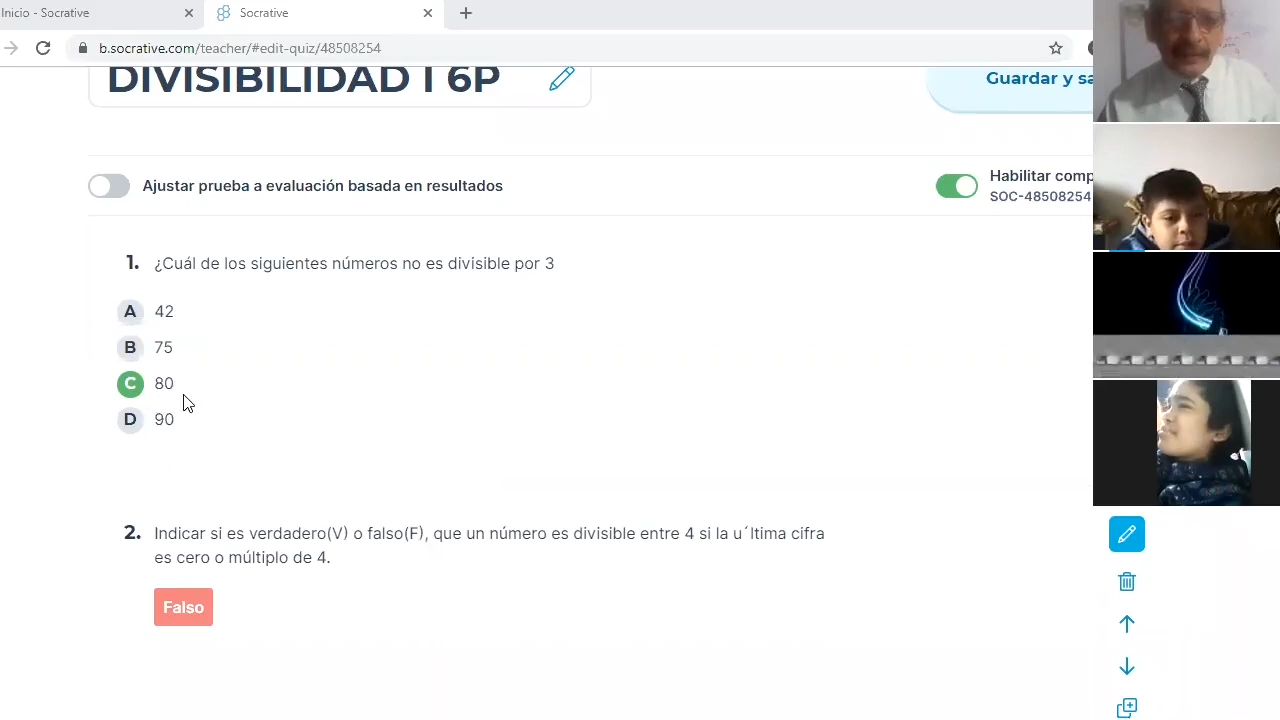 Inicio - Socrative
Socrative
b.socrative.com/teacher/#edit-quiz/48508254
DIVISIBILIDAD I 6P
Guardar y sa
Ajustar prueba a evaluación basada en resultados
Habilitar comp
SOC-48508254
1. ¿Cuál de los siguientes números no es divisible por 3
A 42
B 75
C 80
D 90
2. Indicar si es verdadero(V) o falso(F), que un número es divisible entre 4 si la u´ltima cifra
es cero o múltiplo de 4.
Falso